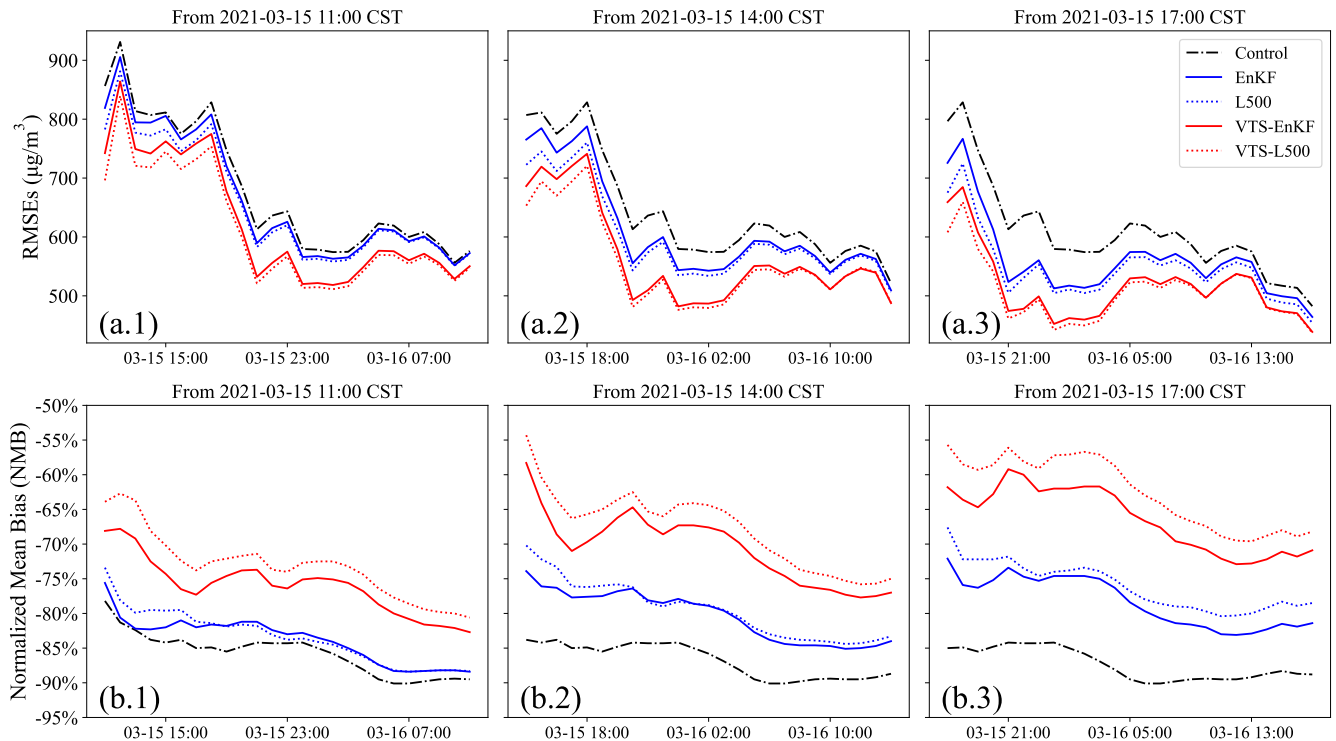 From 2021-03-15 11:00 CST
From 2021-03-15 14:00 CST
From 2021-03-15 17:00 CST
RMSEs (μg/m³)
900
800
700
600
500
Control
EnKF
L500
VTS-EnKF
VTS-L500
(a.1)
(a.2)
(a.3)
03-15 15:00
03-15 23:00
03-16 07:00
03-15 18:00
03-16 02:00
03-16 10:00
03-15 21:00
03-16 05:00
03-16 13:00
From 2021-03-15 11:00 CST
From 2021-03-15 14:00 CST
From 2021-03-15 17:00 CST
Normalized Mean Bias (NMB)
-50%
-55%
-60%
-65%
-70%
-75%
-80%
-85%
-90%
-95%
(b.1)
(b.2)
(b.3)
03-15 15:00
03-15 23:00
03-16 07:00
03-15 18:00
03-16 02:00
03-16 10:00
03-15 21:00
03-16 05:00
03-16 13:00